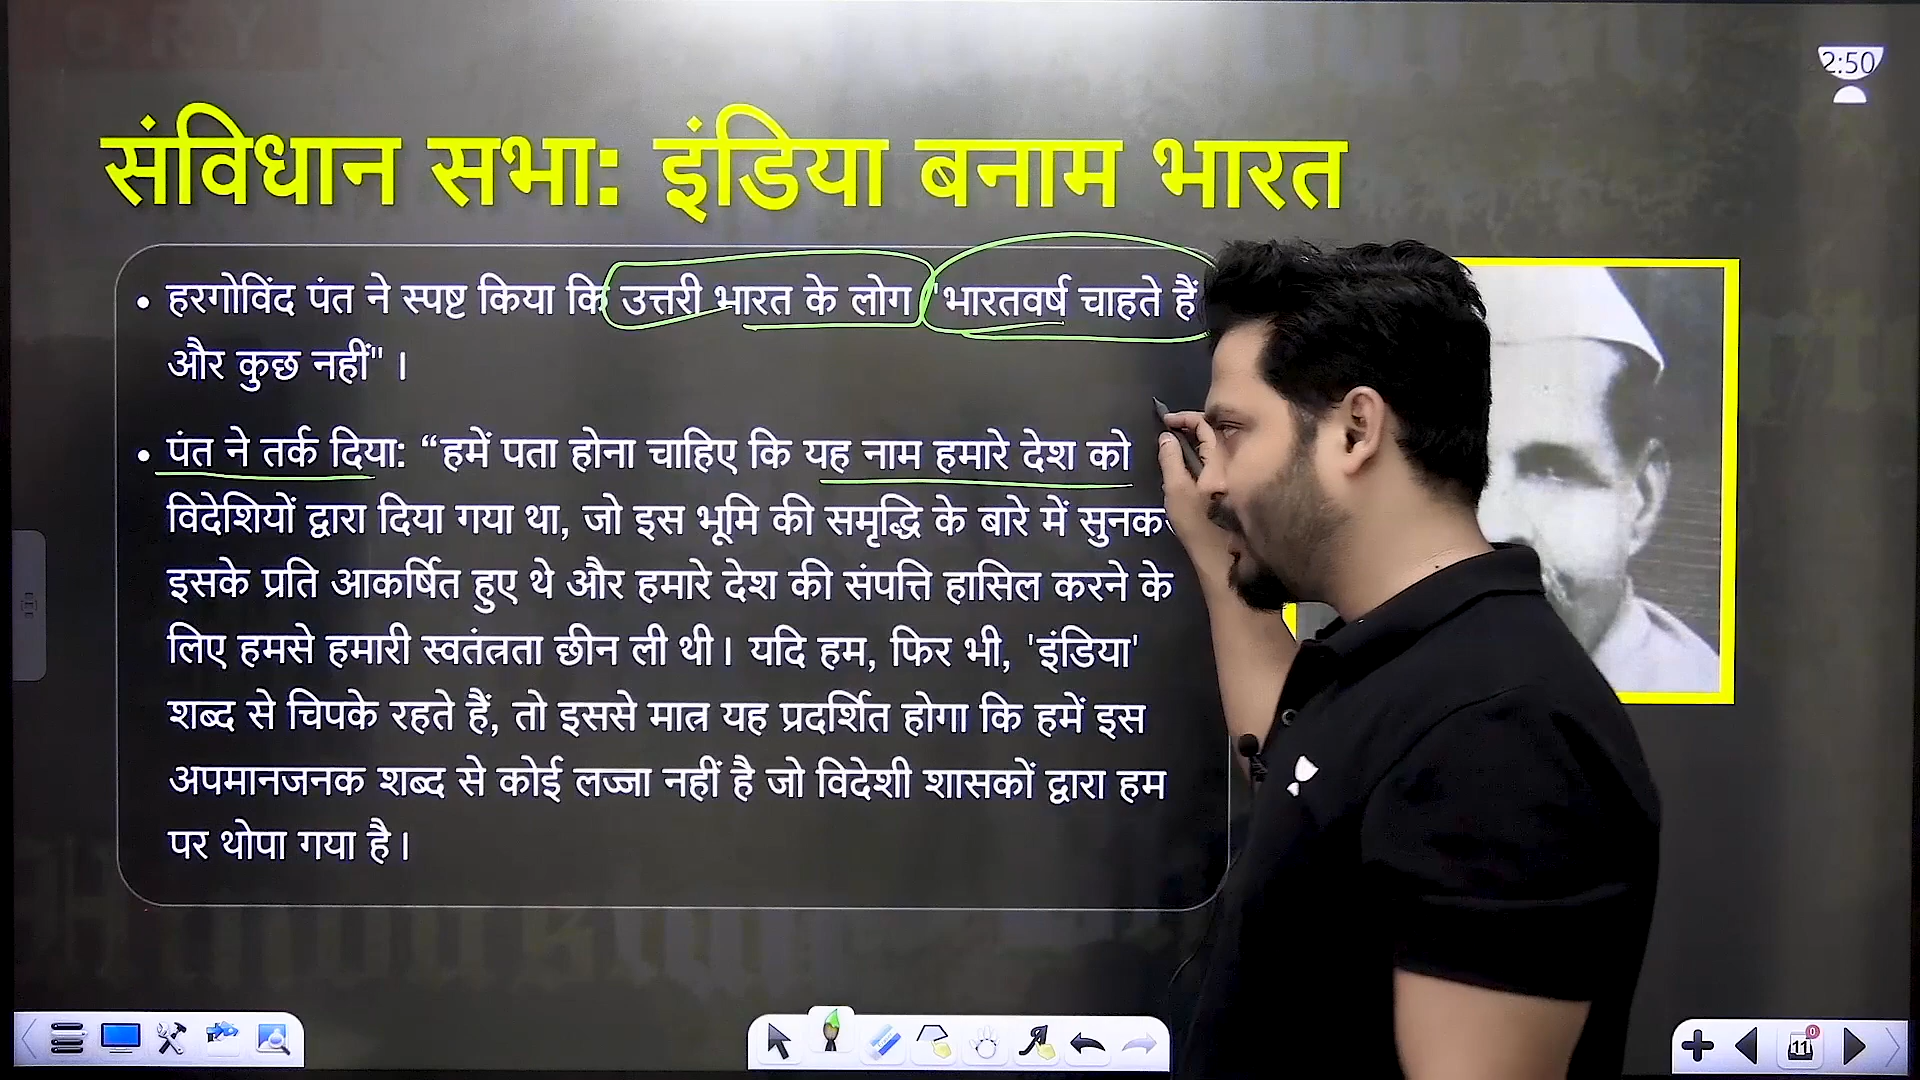 2:50
संविधान सभा: इंडिया बनाम भारत
• हरगोविंद पंत ने स्पष्ट किया कि उत्तरी भारत के लोग "भारतवर्ष चाहते हैं
और कुछ नहीं" ।
• पंत ने तर्क दिया: “हमें पता होना चाहिए कि यह नाम हमारे देश को
विदेशियों द्वारा दिया गया था, जो इस भूमि की समृद्धि के बारे में
इसके प्रति आकर्षित हुए थे और हमारे देश की संपत्ति हासिल करने के
लिए हमसे हमारी स्वतंत्रता छीन ली थी। यदि हम, फिर भी, 'इंडिया'
शब्द से चिपके रहते हैं, तो इससे मात्र यह प्रदर्शित होगा कि हमें इस
अपमानजनक शब्द से कोई लज्जा नहीं है जो विदेशी शासकों द्वारा हम
पर थोपा गया है।
11
0